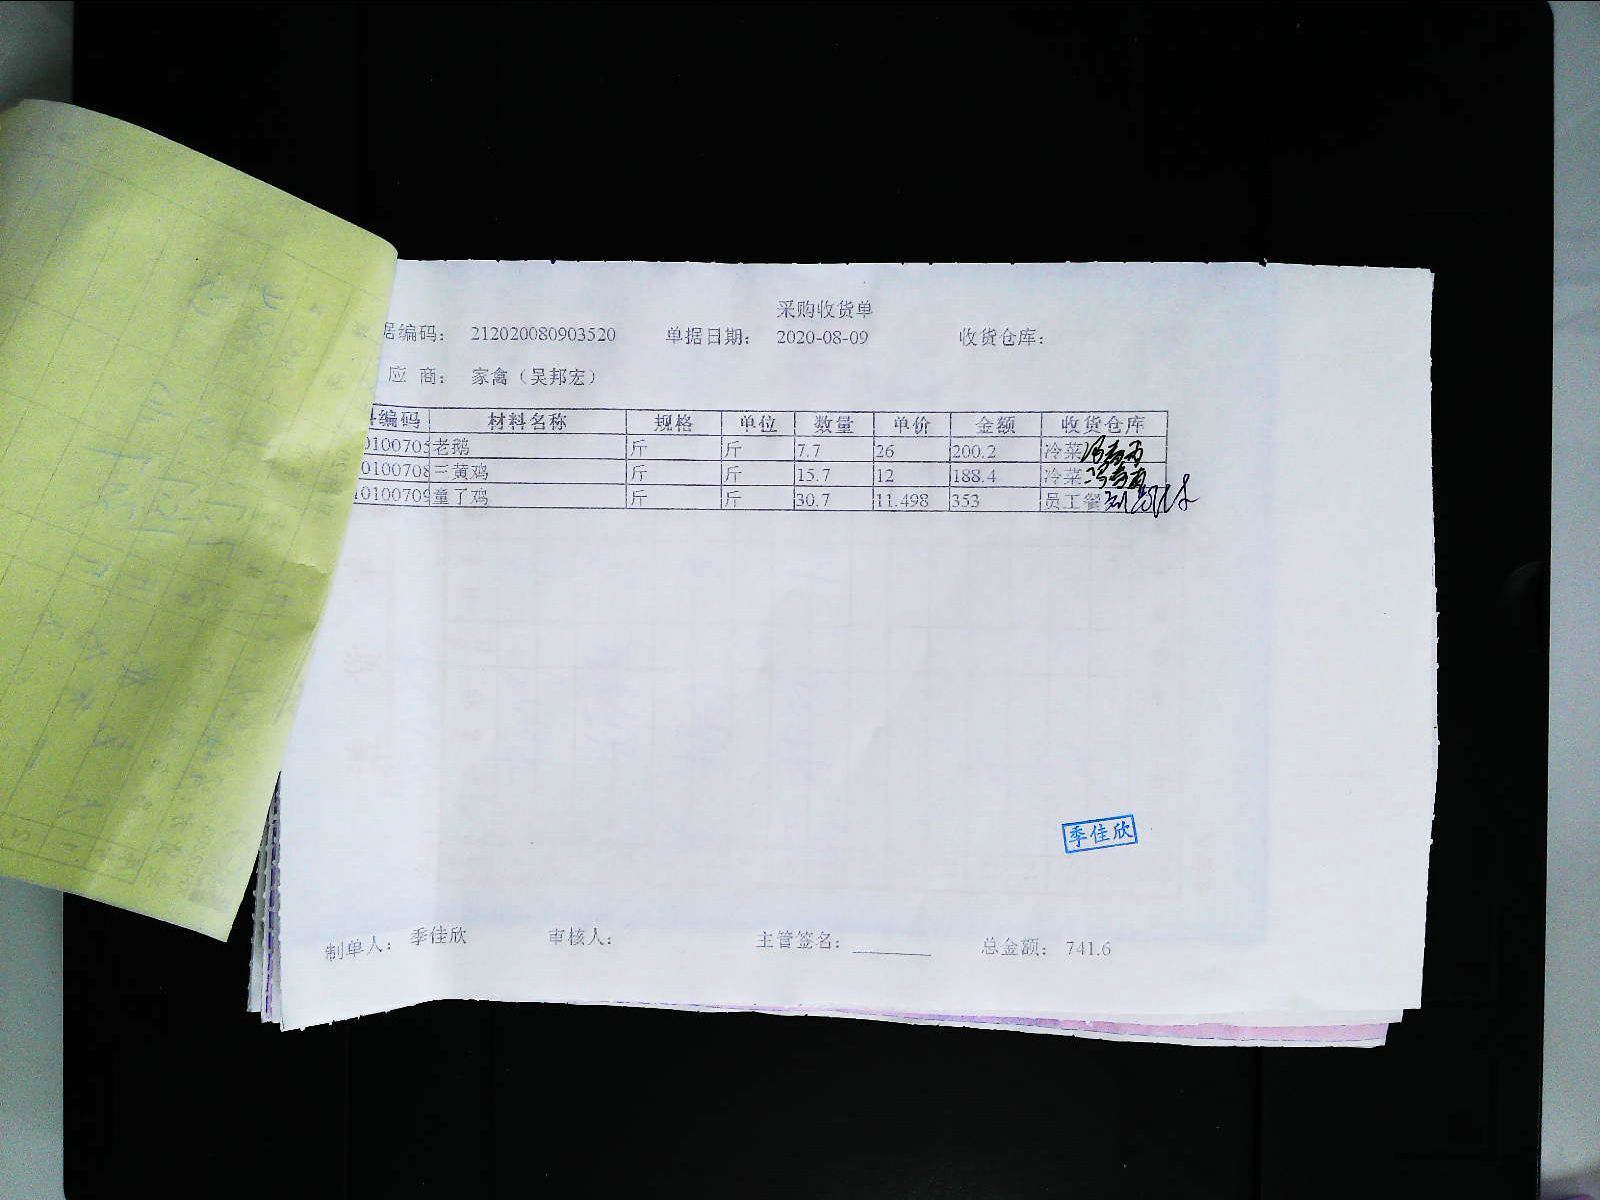 采购收货单
据编码： 212020080903520 单据日期： 2020-08-09 收货仓库：
应 商： 家禽（吴邦宏）
编码 材料名称 规格 单位 数量 单价 金额 收货仓库
0100705 老鹅 斤 斤 7.7 26 200.2 冷菜
0100708 三黄鸡 斤 斤 15.7 12 188.4 冷菜
10100709 童了鸡 斤 斤 30.7 11.498 353 员工餐
季佳欣
制单人： 季佳欣 审核人： 主管签名： 总金额： 741.6